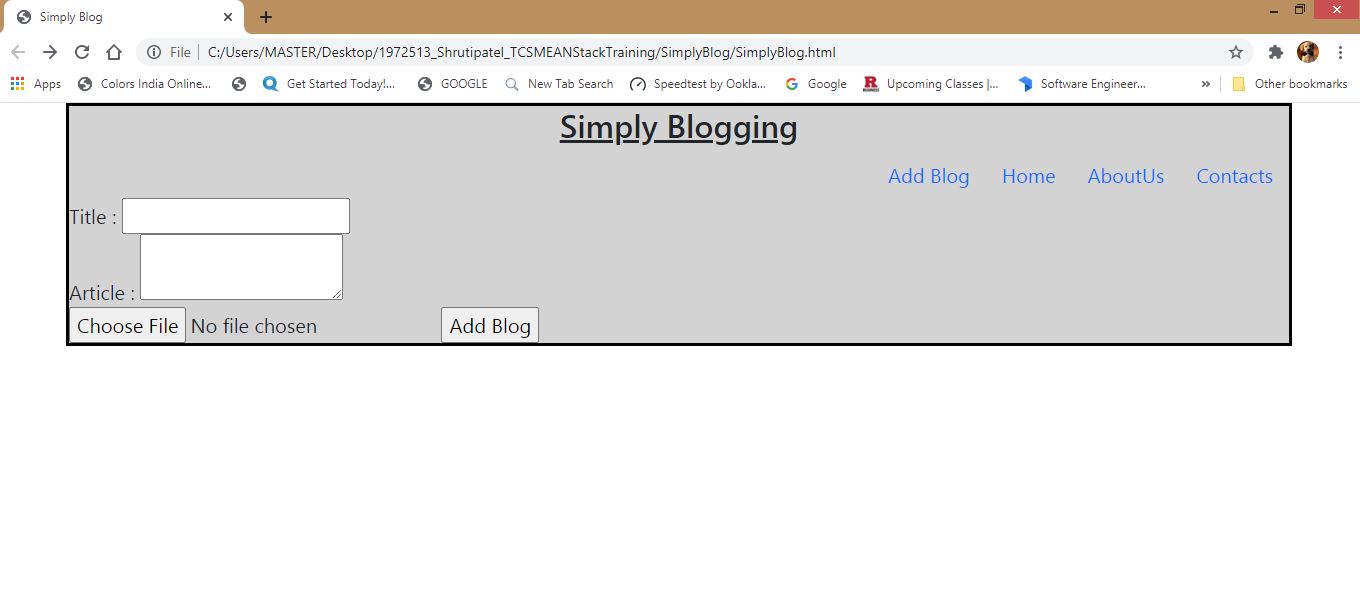 Simply Blog
File C:/Users/MASTER/Desktop/1972513_Shrutipatel_TCSMEANStackTraining/SimplyBlog/SimplyBlog.html
Apps Colors India Online... Get Started Today!... GOOGLE New Tab Search Speedtest by Ookla... Google R BUSINESS Upcoming Classes |... Software Engineer... » Other bookmarks
Simply Blogging
Add Blog Home AboutUs Contacts
Title :
Article :
Choose File No file chosen Add Blog